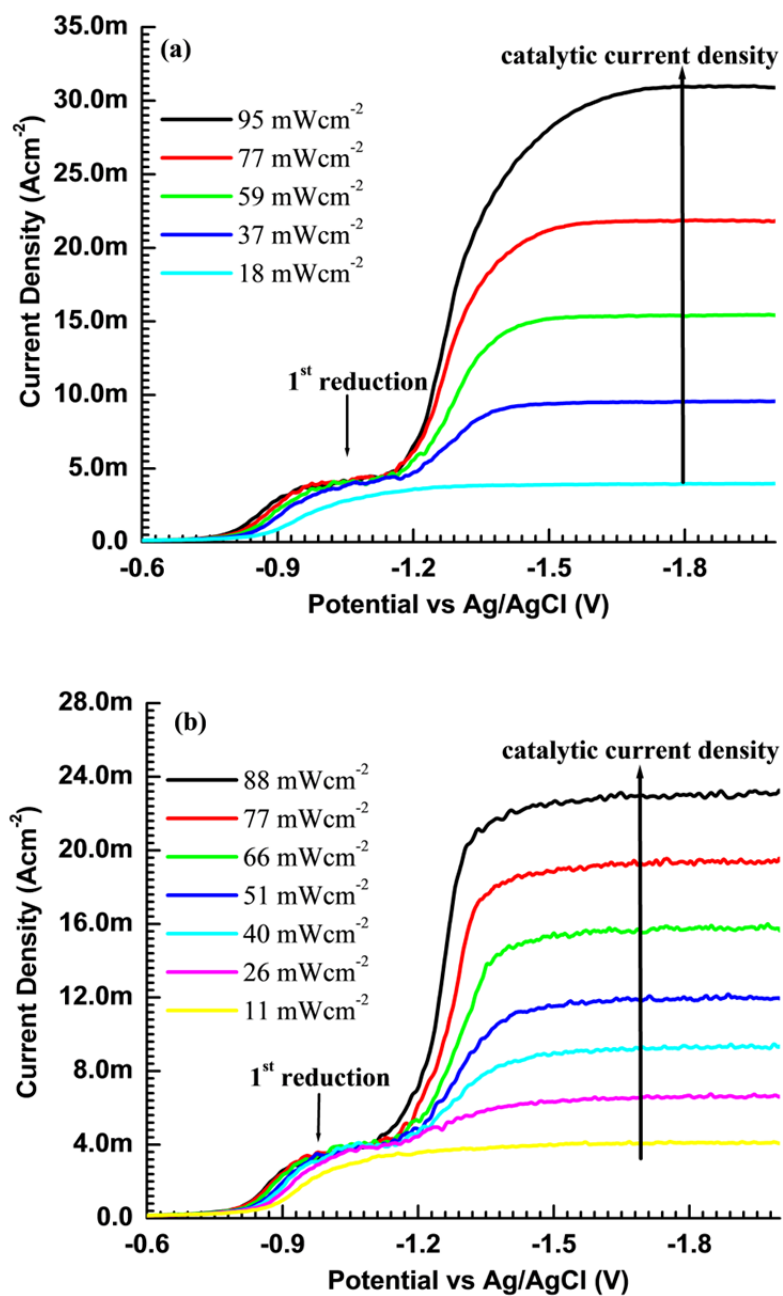 35.0m
(a)
catalytic current density
30.0m
95 mWcm⁻²
77 mWcm⁻²
25.0m
59 mWcm⁻²
37 mWcm⁻²
20.0m
18 mWcm⁻²
15.0m
1ˢᵗ reduction
10.0m
5.0m
0.0
Current Density (Acm⁻²)
-0.6 -0.9 -1.2 -1.5 -1.8
Potential vs Ag/AgCl (V)
28.0m
(b)
catalytic current density
24.0m
88 mWcm⁻²
77 mWcm⁻²
20.0m
66 mWcm⁻²
51 mWcm⁻²
16.0m
40 mWcm⁻²
26 mWcm⁻²
12.0m
11 mWcm⁻²
8.0m
1ˢᵗ reduction
4.0m
0.0
Current Density (Acm⁻²)
-0.6 -0.9 -1.2 -1.5 -1.8
Potential vs Ag/AgCl (V)